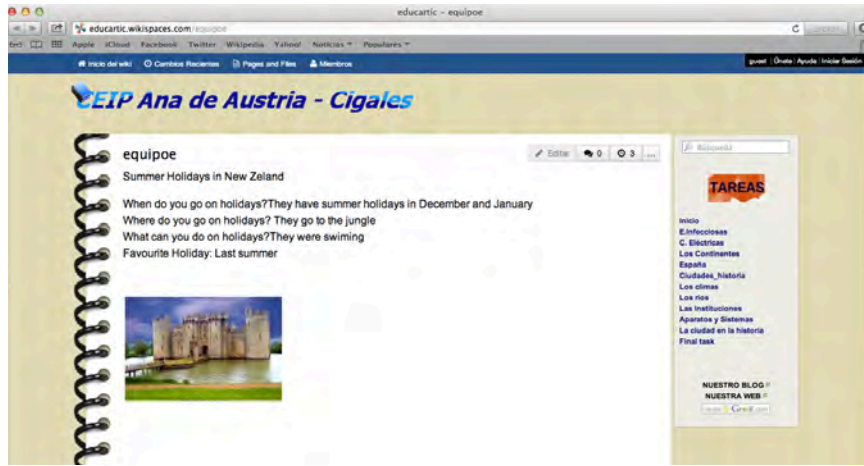 educartic – equipoe
educartic.wikispaces.com/equipoe
Apple iCloud Facebook Twitter Wikipedia Yahoo! Noticias Populares
Inicio del wiki Cambios Recientes Pages and Files Miembros
guest | Únete | Ayuda | Iniciar Sesión
CEIP Ana de Austria - Cigales
equipoe
Editar 0 3 ...
Búsqueda
Summer Holidays in New Zeland
When do you go on holidays?They have summer holidays in December and January
Where do you go on holidays? They go to the jungle
What can you do on holidays?They were swiming
Favourite Holiday: Last summer
TAREAS
Inicio
E.Infecciosas
C. Eléctricas
Los Continentes
España
Ciudades_historia
Los climas
Los rios
Las Instituciones
Aparatos y Sistemas
La ciudad en la historia
Final task
NUESTRO BLOG
NUESTRA WEB